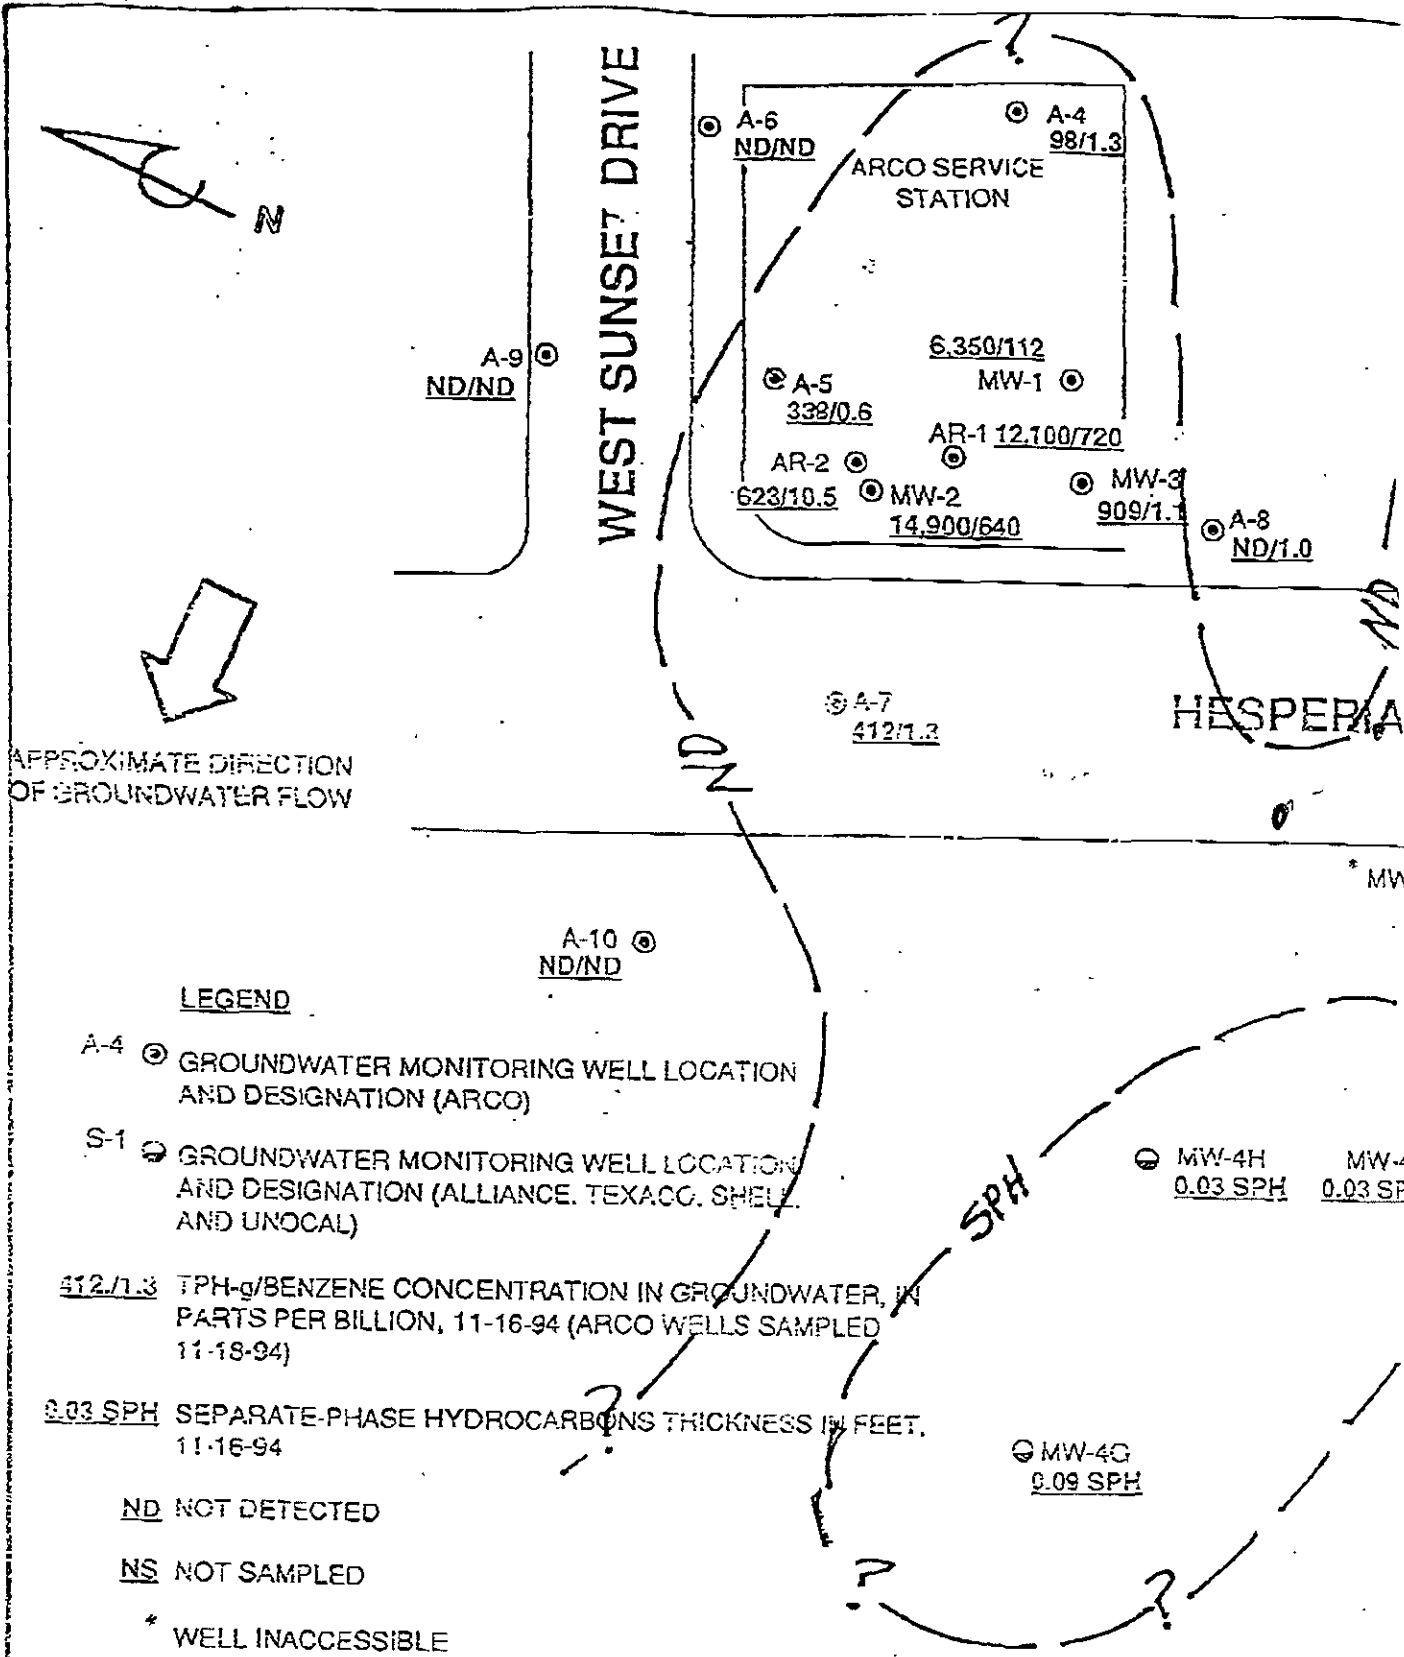 ?
N
WEST SUNSET DRIVE
A-6
ND/ND
A-4
98/1.3
ARCO SERVICE
STATION
A-9
ND/ND
6,350/112
MW-1
A-5
338/0.6
AR-1 12,100/720
AR-2
623/10.5
MW-2
14,900/640
MW-3
909/1.1
A-8
ND/1.0
ND
A-7
412/1.3
HESPERIA
ND
APPROXIMATE DIRECTION
OF GROUNDWATER FLOW
* MW
A-10
ND/ND
LEGEND
A-4 GROUNDWATER MONITORING WELL LOCATION
AND DESIGNATION (ARCO)
S-1 GROUNDWATER MONITORING WELL LOCATION
AND DESIGNATION (ALLIANCE, TEXACO, SHELL,
AND UNOCAL)
MW-4H
0.03 SPH
MW-4
0.03 SP
SPH
412./1.3 TPH-g/BENZENE CONCENTRATION IN GROUNDWATER, IN
PARTS PER BILLION, 11-16-94 (ARCO WELLS SAMPLED
11-18-94)
0.03 SPH SEPARATE-PHASE HYDROCARBONS THICKNESS IN FEET,
11-16-94
?
MW-4G
0.09 SPH
ND NOT DETECTED
NS NOT SAMPLED
? ?
* WELL INACCESSIBLE